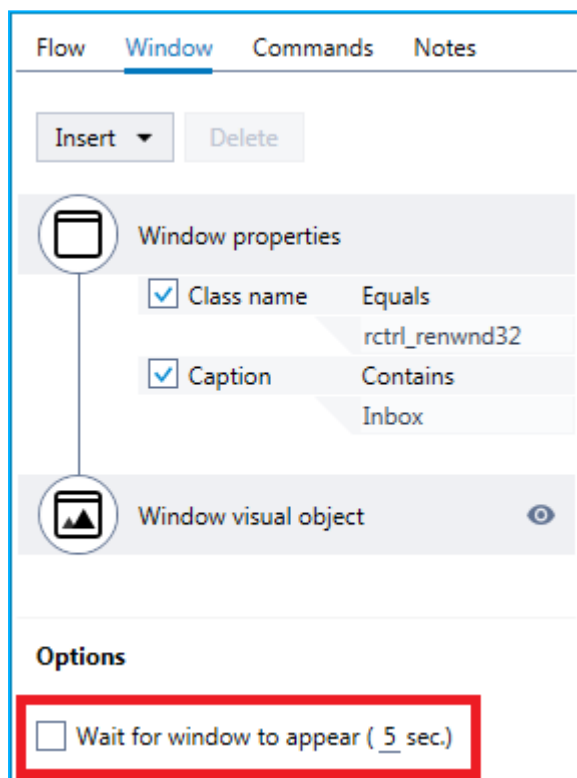 Flow Window Commands Notes
Insert Delete
Window properties
Class name Equals
rctrl_renwnd32
Caption Contains
Inbox
Window visual object
Options
Wait for window to appear ( 5 sec.)